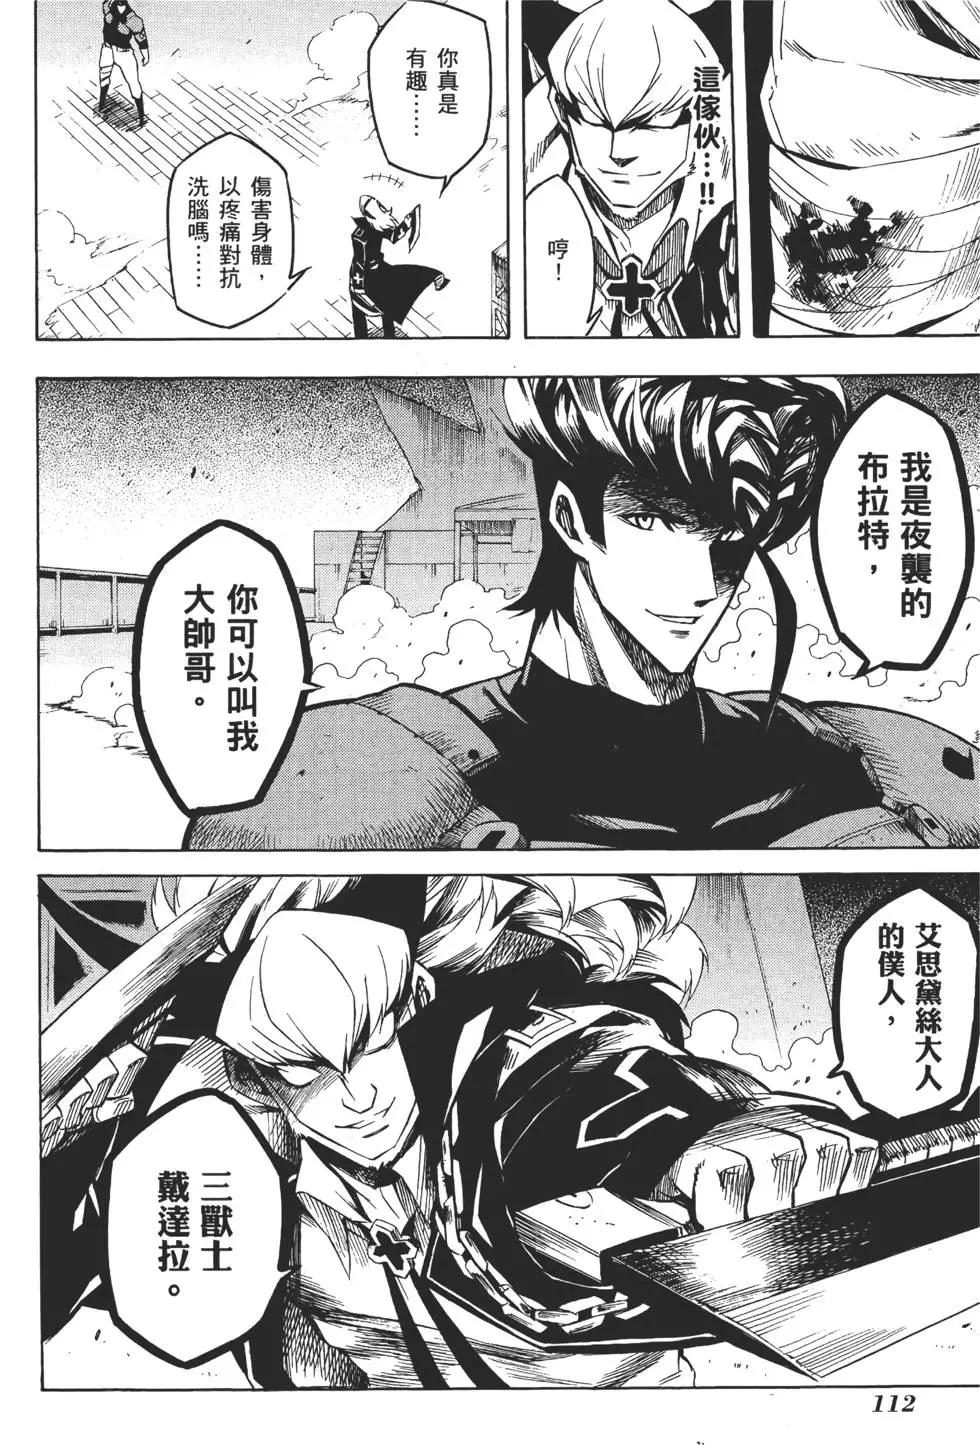 這傢伙…!!
哼！
你真是
有趣……
傷害身體，
以疼痛對抗
洗腦嗎……
我是夜襲的
布拉特，
你可以叫我
大帥哥。
艾思黛絲大人
的僕人，
三獸士
戴達拉。
112